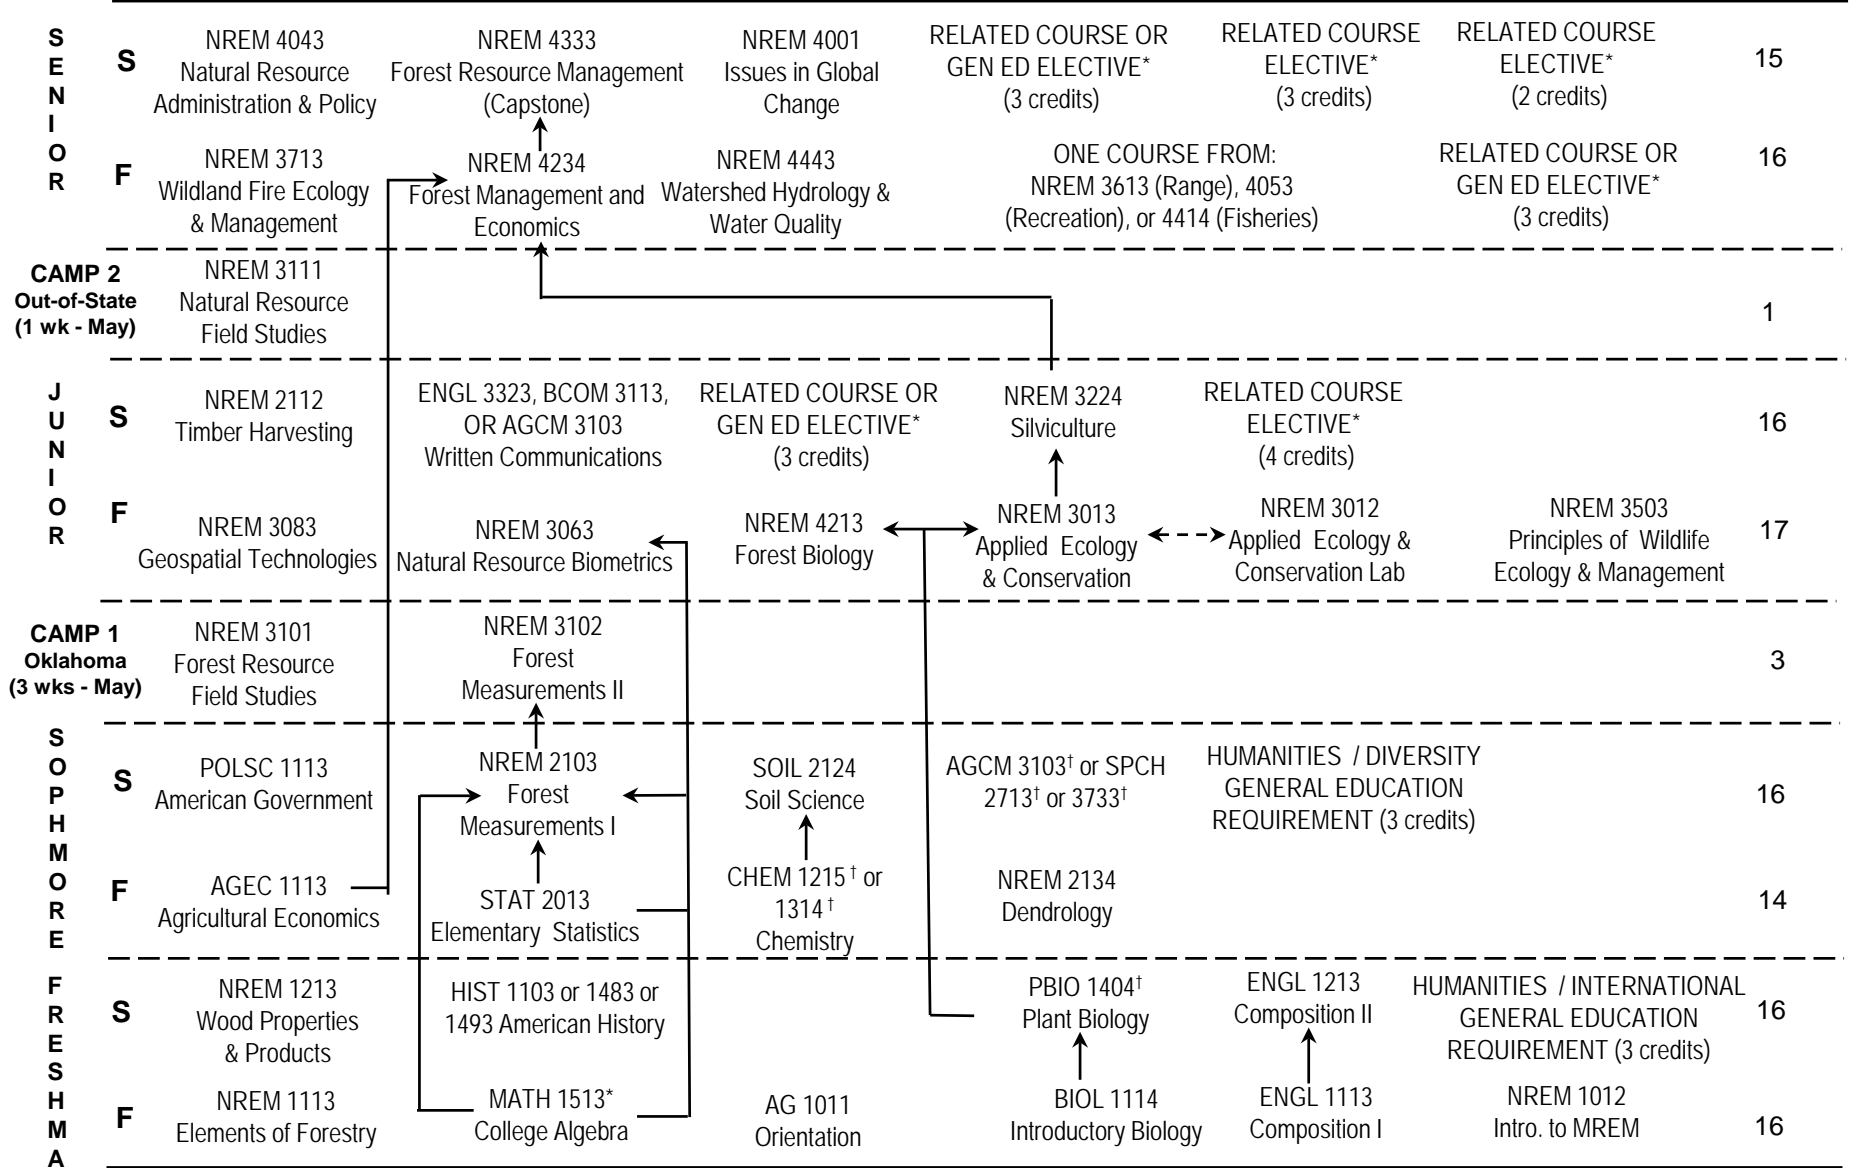 SENIOR
S
NREM 4043
Natural Resource
Administration & Policy
NREM 4333
Forest Resource Management
(Capstone)
NREM 4001
Issues in Global
Change
RELATED COURSE OR
GEN ED ELECTIVE*
(3 credits)
RELATED COURSE
ELECTIVE*
(3 credits)
RELATED COURSE
ELECTIVE*
(2 credits)
15
F
NREM 3713
Wildland Fire Ecology
& Management
NREM 4234
Forest Management and
Economics
NREM 4443
Watershed Hydrology &
Water Quality
ONE COURSE FROM:
NREM 3613 (Range), 4053
(Recreation), or 4414 (Fisheries)
RELATED COURSE OR
GEN ED ELECTIVE*
(3 credits)
16
CAMP 2
Out-of-State
(1 wk - May)
NREM 3111
Natural Resource
Field Studies
1
JUNIOR
S
NREM 2112
Timber Harvesting
ENGL 3323, BCOM 3113,
OR AGCM 3103
Written Communications
RELATED COURSE OR
GEN ED ELECTIVE*
(3 credits)
NREM 3224
Silviculture
RELATED COURSE
ELECTIVE*
(4 credits)
16
F
NREM 3083
Geospatial Technologies
NREM 3063
Natural Resource Biometrics
NREM 4213
Forest Biology
NREM 3013
Applied Ecology
& Conservation
NREM 3012
Applied Ecology &
Conservation Lab
NREM 3503
Principles of Wildlife
Ecology & Management
17
CAMP 1
Oklahoma
(3 wks - May)
NREM 3101
Forest Resource
Field Studies
NREM 3102
Forest
Measurements II
3
SOPHMORE
S
POLSC 1113
American Government
NREM 2103
Forest
Measurements I
SOIL 2124
Soil Science
AGCM 3103† or SPCH
2713† or 3733†
HUMANITIES / DIVERSITY
GENERAL EDUCATION
REQUIREMENT (3 credits)
16
F
AGEC 1113
Agricultural Economics
STAT 2013
Elementary Statistics
CHEM 1215† or
1314†
Chemistry
NREM 2134
Dendrology
14
FRESHMA
S
NREM 1213
Wood Properties
& Products
HIST 1103 or 1483 or
1493 American History
PBIO 1404†
Plant Biology
ENGL 1213
Composition II
HUMANITIES / INTERNATIONAL
GENERAL EDUCATION
REQUIREMENT (3 credits)
16
F
NREM 1113
Elements of Forestry
MATH 1513*
College Algebra
AG 1011
Orientation
BIOL 1114
Introductory Biology
ENGL 1113
Composition I
NREM 1012
Intro. to MREM
16